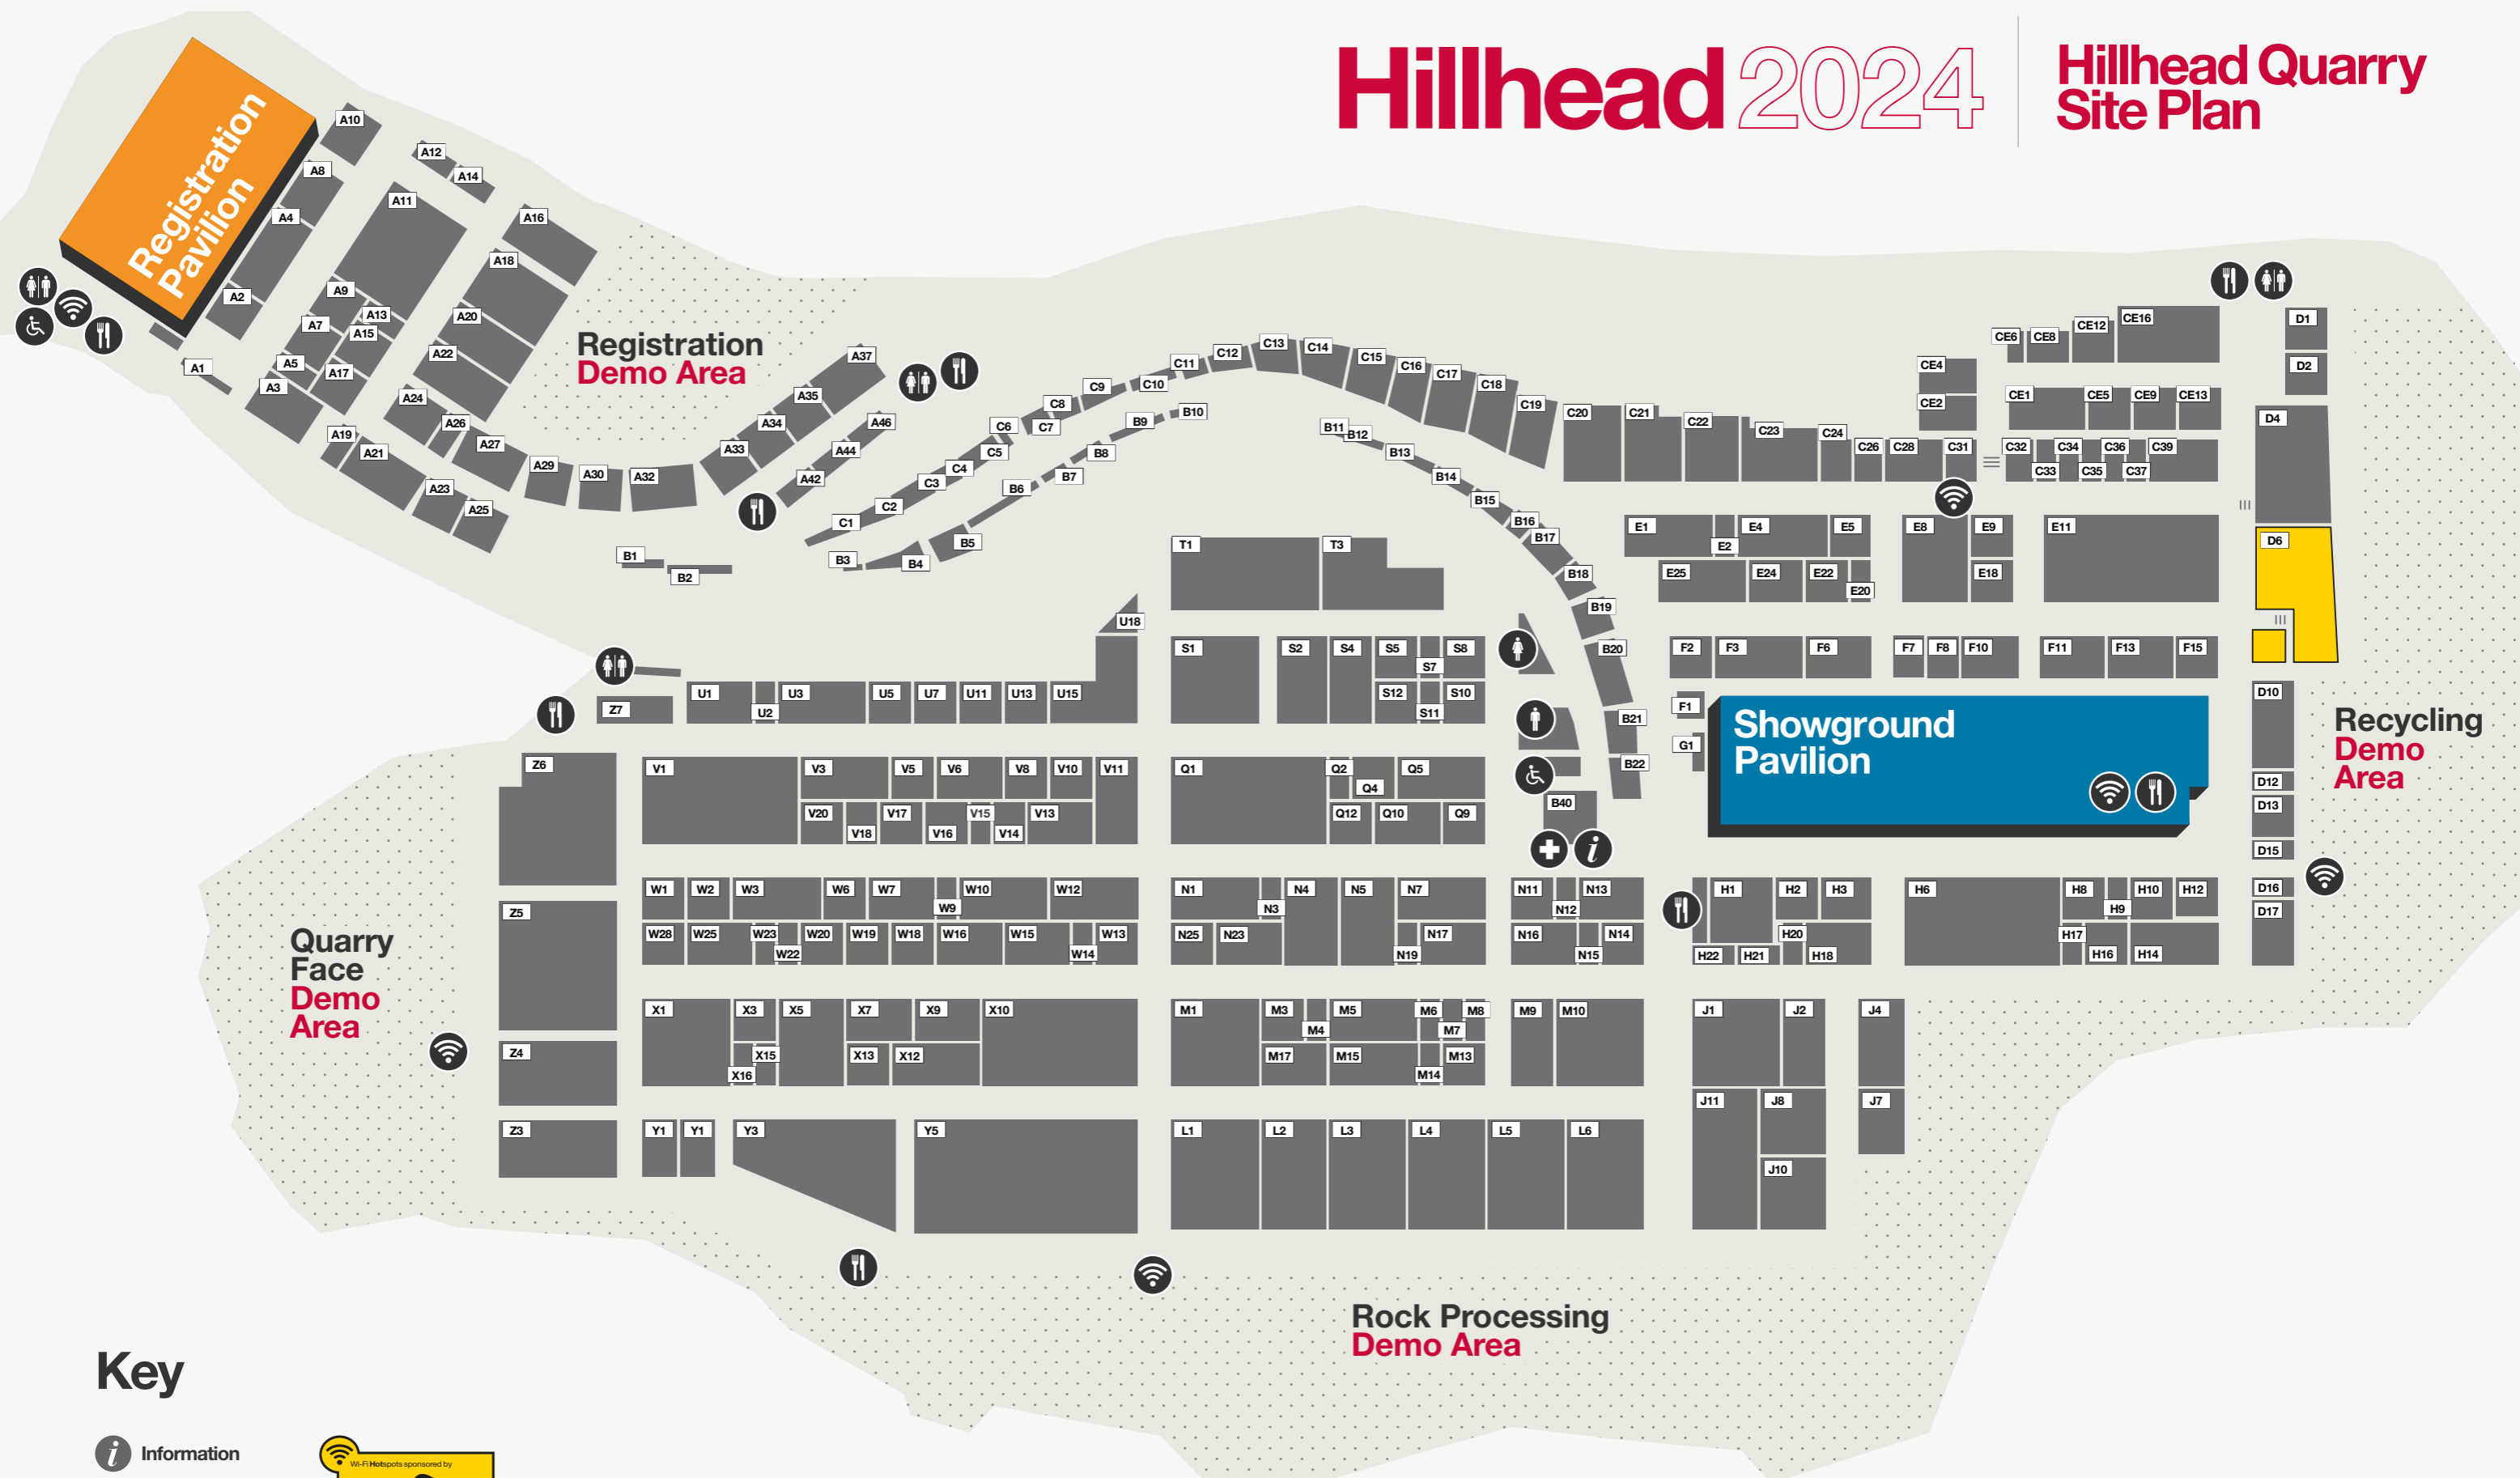 Hillhead 2024
Hillhead Quarry
Site Plan
Registration
Pavilion
A10
A12
A14
A8
A11
A4
A16
A18
A2
A9
A13
A7
A15
A20
A22
A1
A5
A17
A3
A24
A26
A27
A19
A21
A29
A30
A32
A23
A25
Registration
Demo Area
A37
A35
A34
A33
A46
A44
A42
B1
B2
C1
C2
C3
C4
C5
C6
C7
C8
C9
C10
C11
C12
C13
C14
C15
C16
C17
C18
C19
C20
C21
C22
C23
C24
C26
C28
C31
C32
C33
C34
C35
C36
C37
C39
B3
B4
B5
B6
B7
B8
B9
B10
B11
B12
B13
B14
B15
B16
B17
B18
B19
B20
B21
B22
B40
CE6
CE8
CE12
CE16
CE4
CE2
CE1
CE5
CE9
CE13
D1
D2
D4
D6
D10
D12
D13
D15
D16
D17
E1
E2
E4
E5
E8
E9
E11
E25
E24
E22
E20
E18
F2
F3
F6
F7
F8
F10
F11
F13
F15
F1
G1
Showground
Pavilion
Recycling
Demo
Area
T1
T3
U18
S1
S2
S4
S5
S7
S8
S12
S11
S10
U1
U2
U3
U5
U7
U11
U13
U15
Z7
Z6
V1
V3
V5
V6
V8
V10
V11
V20
V18
V17
V16
V15
V14
V13
Q1
Q2
Q4
Q5
Q12
Q10
Q9
Quarry
Face
Demo
Area
Z5
Z4
Z3
W1
W2
W3
W6
W7
W9
W10
W12
W28
W25
W23
W22
W20
W19
W18
W16
W15
W14
W13
N1
N3
N4
N5
N7
N25
N23
N19
N17
N11
N12
N13
N16
N15
N14
H1
H2
H3
H22
H21
H20
H18
H6
H8
H9
H10
H12
H17
H16
H14
X1
X3
X5
X7
X9
X10
X16
X15
X13
X12
M1
M3
M4
M5
M6
M7
M8
M17
M15
M14
M13
M9
M10
J1
J2
J4
J11
J8
J7
J10
Y1
Y1
Y3
Y5
L1
L2
L3
L4
L5
L6
Rock Processing
Demo Area
Key
i Information
Wi-Fi Hotspots sponsored by